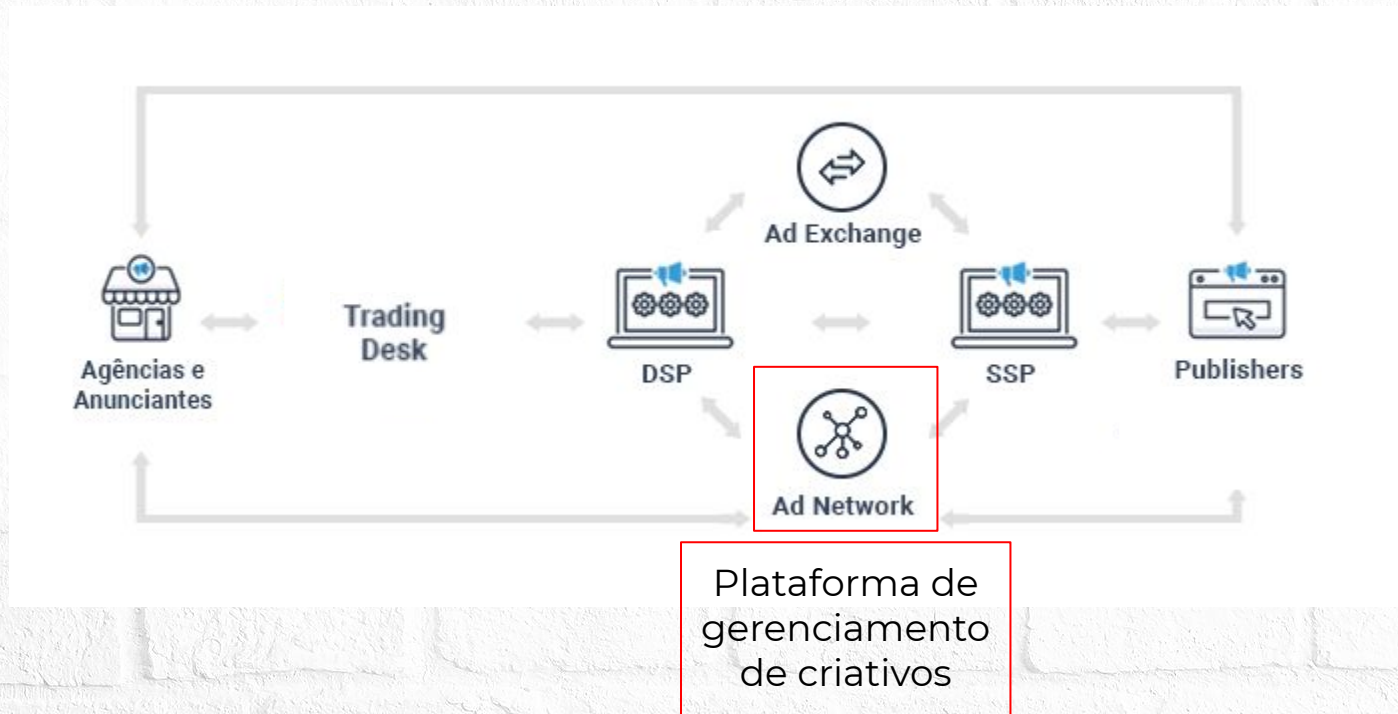 Ad Exchange
Agências e
Anunciantes
Trading
Desk
DSP
SSP
Publishers
Ad Network
Plataforma de
gerenciamento
de criativos